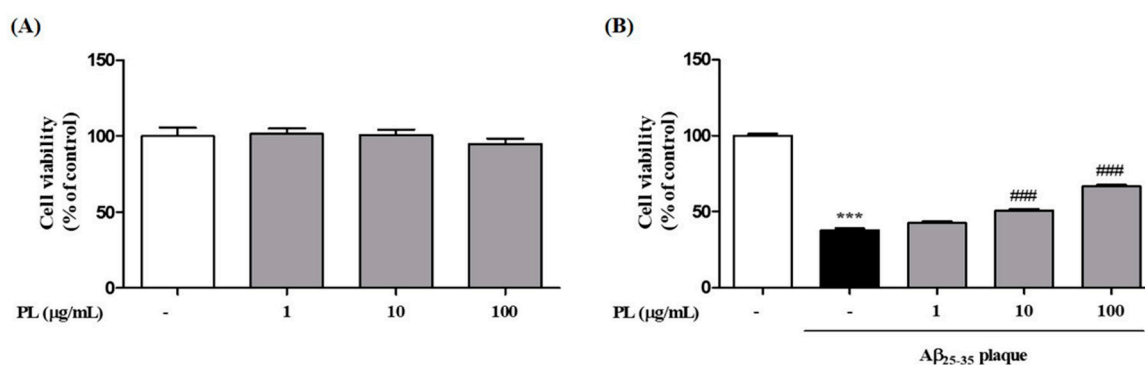 (A)
150
100
50
0
Cell viability
(% of control)
PL (μg/mL) - 1 10 100
(B)
150
100
50
0
Cell viability
(% of control)
***
###
###
PL (μg/mL) - - 1 10 100
Aβ25-35 plaque